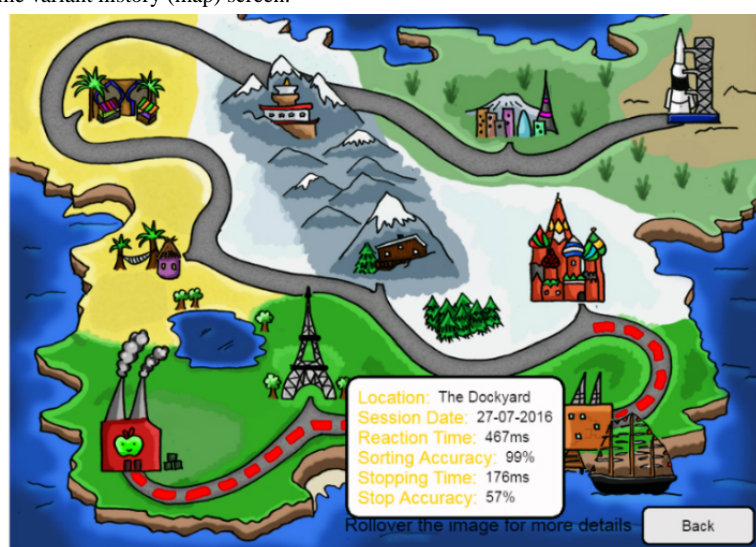 me variant history (map) screen.
Location: The Dockyard
Session Date: 27-07-2016
Reaction Time: 467ms
Sorting Accuracy: 99%
Stopping Time: 176ms
Stop Accuracy: 57%
Rollover the image for more details
Back